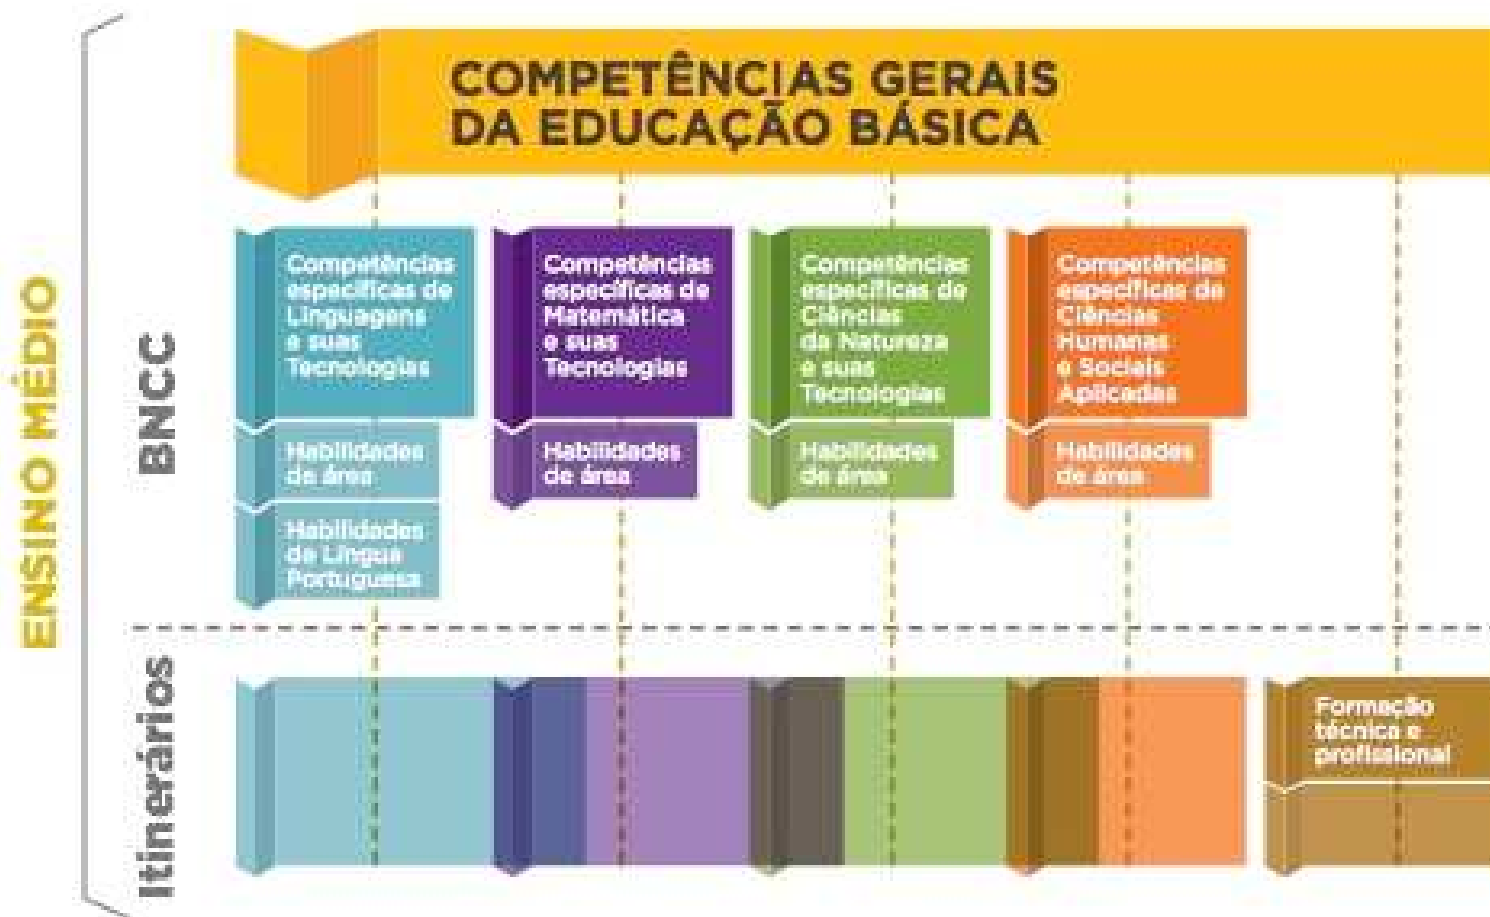 ENSINO MÉDIO
BNCC
Itinerários
COMPETÊNCIAS GERAIS
DA EDUCAÇÃO BÁSICA
Competências
específicas de
Linguagens
e suas
Tecnologias
Habilidades
de área
Habilidades
de Língua
Portuguesa
Competências
específicas de
Matemática
e suas
Tecnologias
Habilidades
de área
Competências
específicas de
Ciências
da Natureza
e suas
Tecnologias
Habilidades
de área
Competências
específicas de
Ciências
Humanas
e Sociais
Aplicadas
Habilidades
de área
Formação
técnica e
profissional